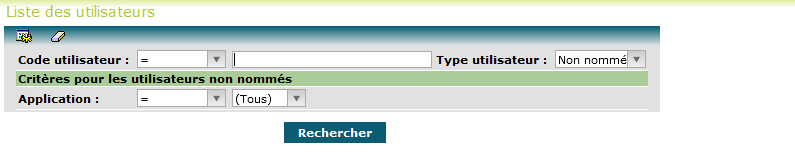 Liste des utilisateurs
Code utilisateur : = Type utilisateur : Non nommé
Critères pour les utilisateurs non nommés
Application : = (Tous)
Rechercher